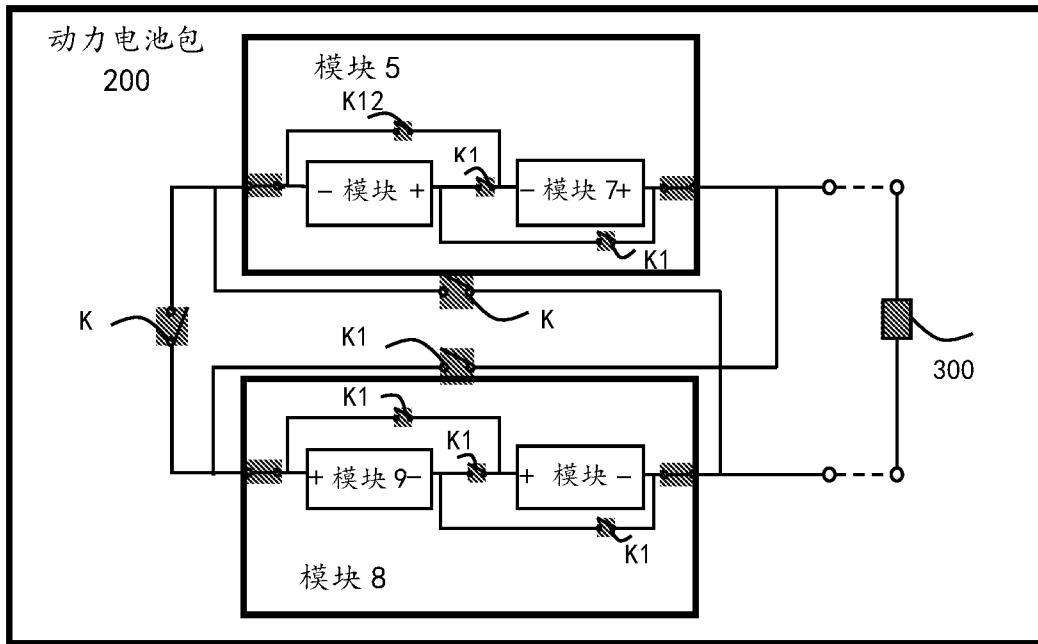 动力电池包
200
模块 5
K12
K1
- 模块 +
- 模块 7+
K1
K
K
K1
300
K1
K1
+ 模块 9-
+ 模块 -
K1
模块 8